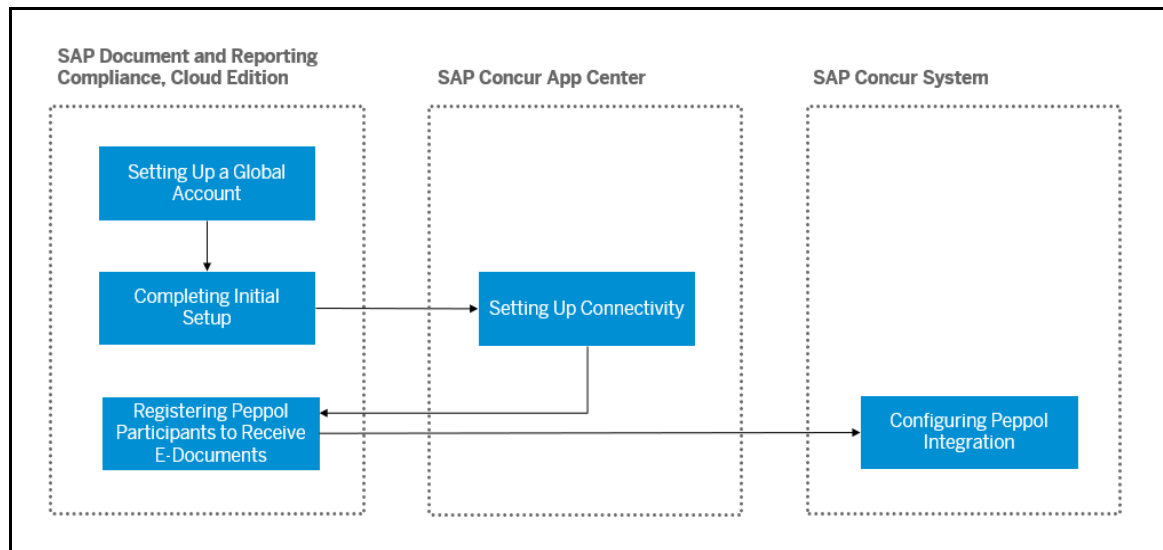 SAP Document and Reporting
Compliance, Cloud Edition
SAP Concur App Center
SAP Concur System
Setting Up a Global
Account
Completing Initial
Setup
Setting Up Connectivity
Registering Peppol
Participants to Receive
E-Documents
Configuring Peppol
Integration